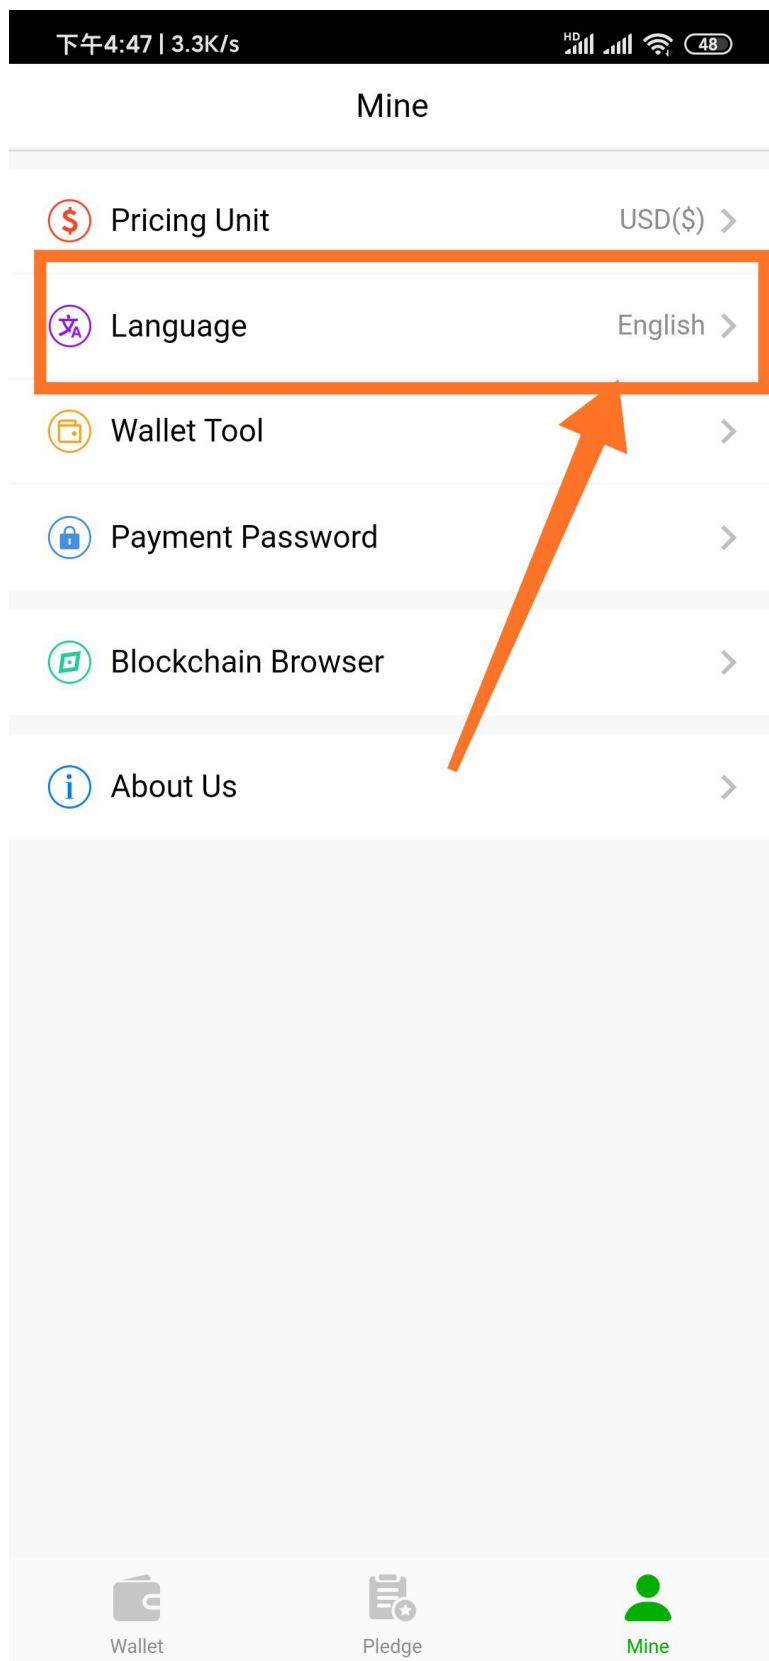 下午4:47 | 3.3K/s HD 48
Mine
Pricing Unit USD($)
Language English
Wallet Tool
Payment Password
Blockchain Browser
About Us
Wallet Pledge Mine